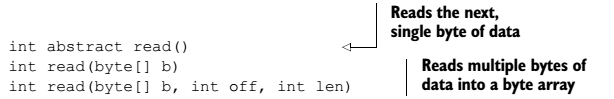 Reads the next,
single byte of data
int abstract read()
int read(byte[] b)
int read(byte[] b, int off, int len)
Reads multiple bytes of
data into a byte array